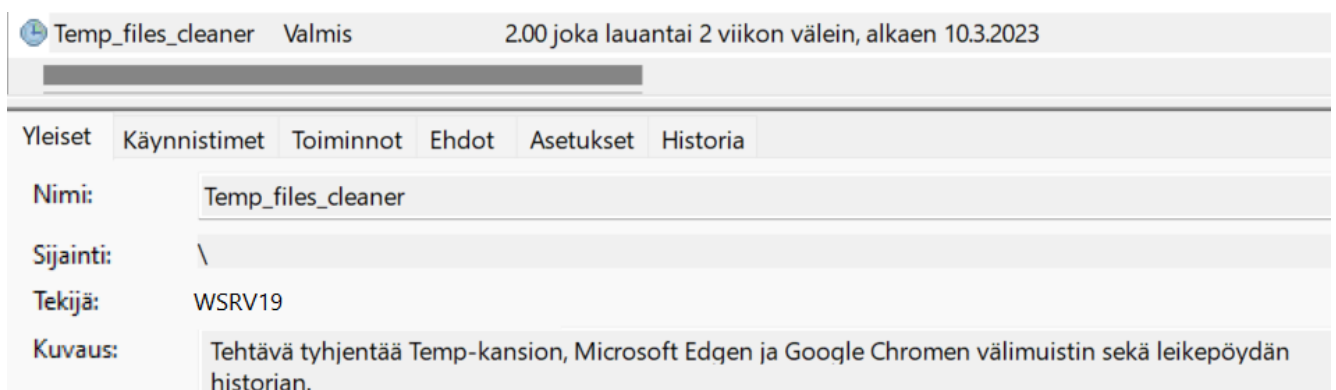 Temp_files_cleaner Valmis 2.00 joka lauantai 2 viikon välein, alkaen 10.3.2023
Yleiset Käynnistimet Toiminnot Ehdot Asetukset Historia
Nimi: Temp_files_cleaner
Sijainti: \
Tekijä: WSRV19
Kuvaus: Tehtävä tyhjentää Temp-kansion, Microsoft Edgen ja Google Chromen välimuistin sekä leikepöydän
historian.